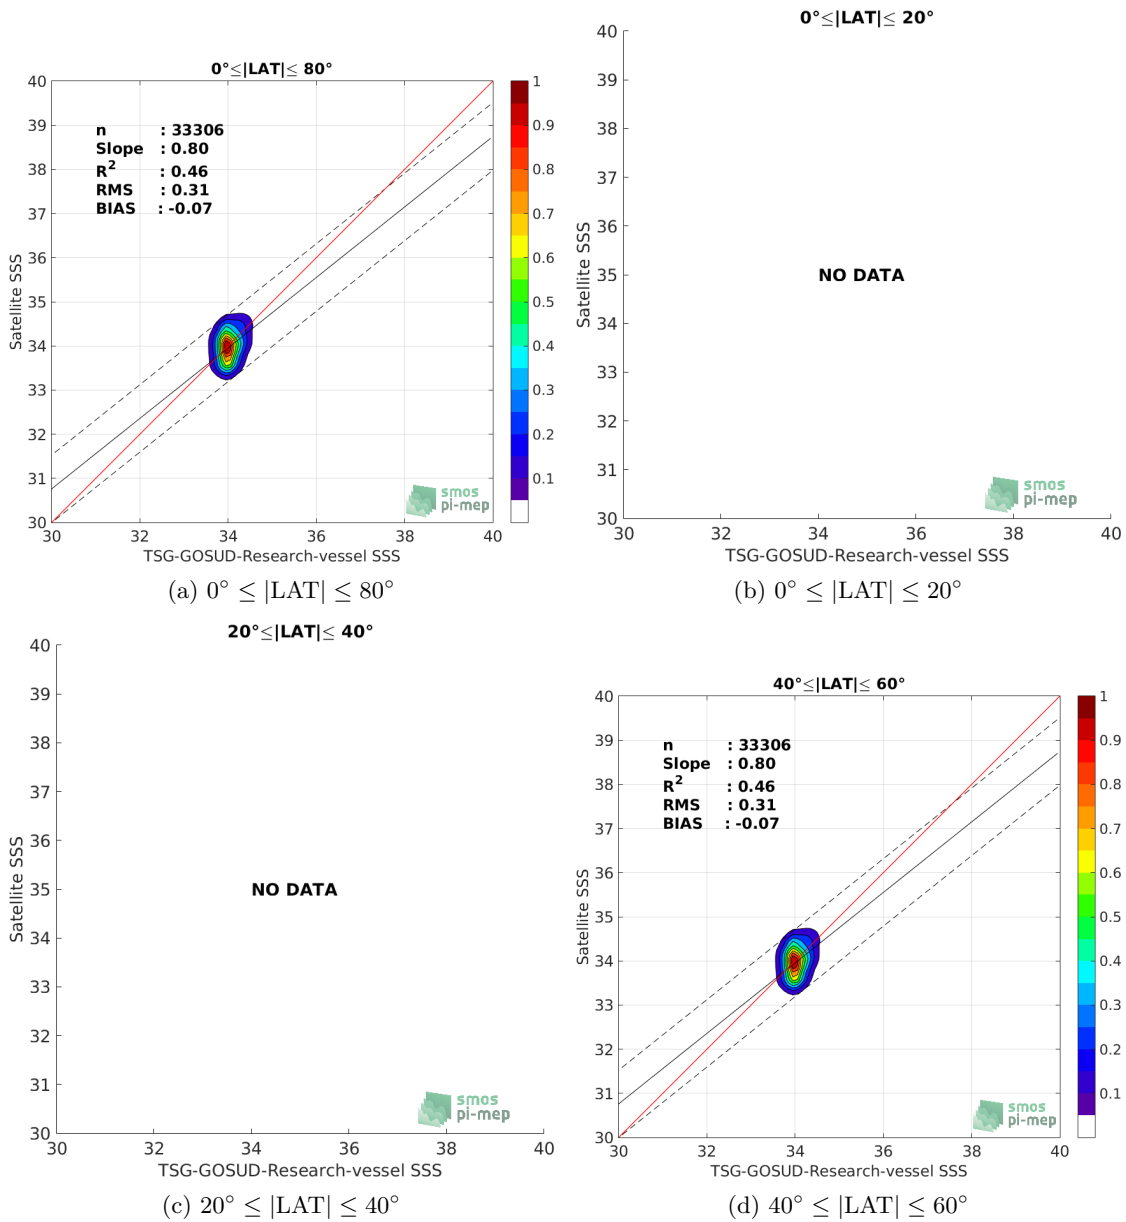 0°≤|LAT|≤ 80°
40
39
38
37
36
35
34
33
32
31
30
Satellite SSS
n : 33306
Slope : 0.80
R² : 0.46
RMS : 0.31
BIAS : -0.07
smos
pi-mep
30 32 34 36 38 40
TSG-GOSUD-Research-vessel SSS
1
0.9
0.8
0.7
0.6
0.5
0.4
0.3
0.2
0.1
(a) 0° ≤ |LAT| ≤ 80°
0°≤|LAT|≤ 20°
40
39
38
37
36
35
34
33
32
31
30
Satellite SSS
NO DATA
smos
pi-mep
30 32 34 36 38 40
TSG-GOSUD-Research-vessel SSS
(b) 0° ≤ |LAT| ≤ 20°
20°≤|LAT|≤ 40°
40
39
38
37
36
35
34
33
32
31
30
Satellite SSS
NO DATA
smos
pi-mep
30 32 34 36 38 40
TSG-GOSUD-Research-vessel SSS
(c) 20° ≤ |LAT| ≤ 40°
40°≤|LAT|≤ 60°
40
39
38
37
36
35
34
33
32
31
30
Satellite SSS
n : 33306
Slope : 0.80
R² : 0.46
RMS : 0.31
BIAS : -0.07
smos
pi-mep
30 32 34 36 38 40
TSG-GOSUD-Research-vessel SSS
1
0.9
0.8
0.7
0.6
0.5
0.4
0.3
0.2
0.1
(d) 40° ≤ |LAT| ≤ 60°